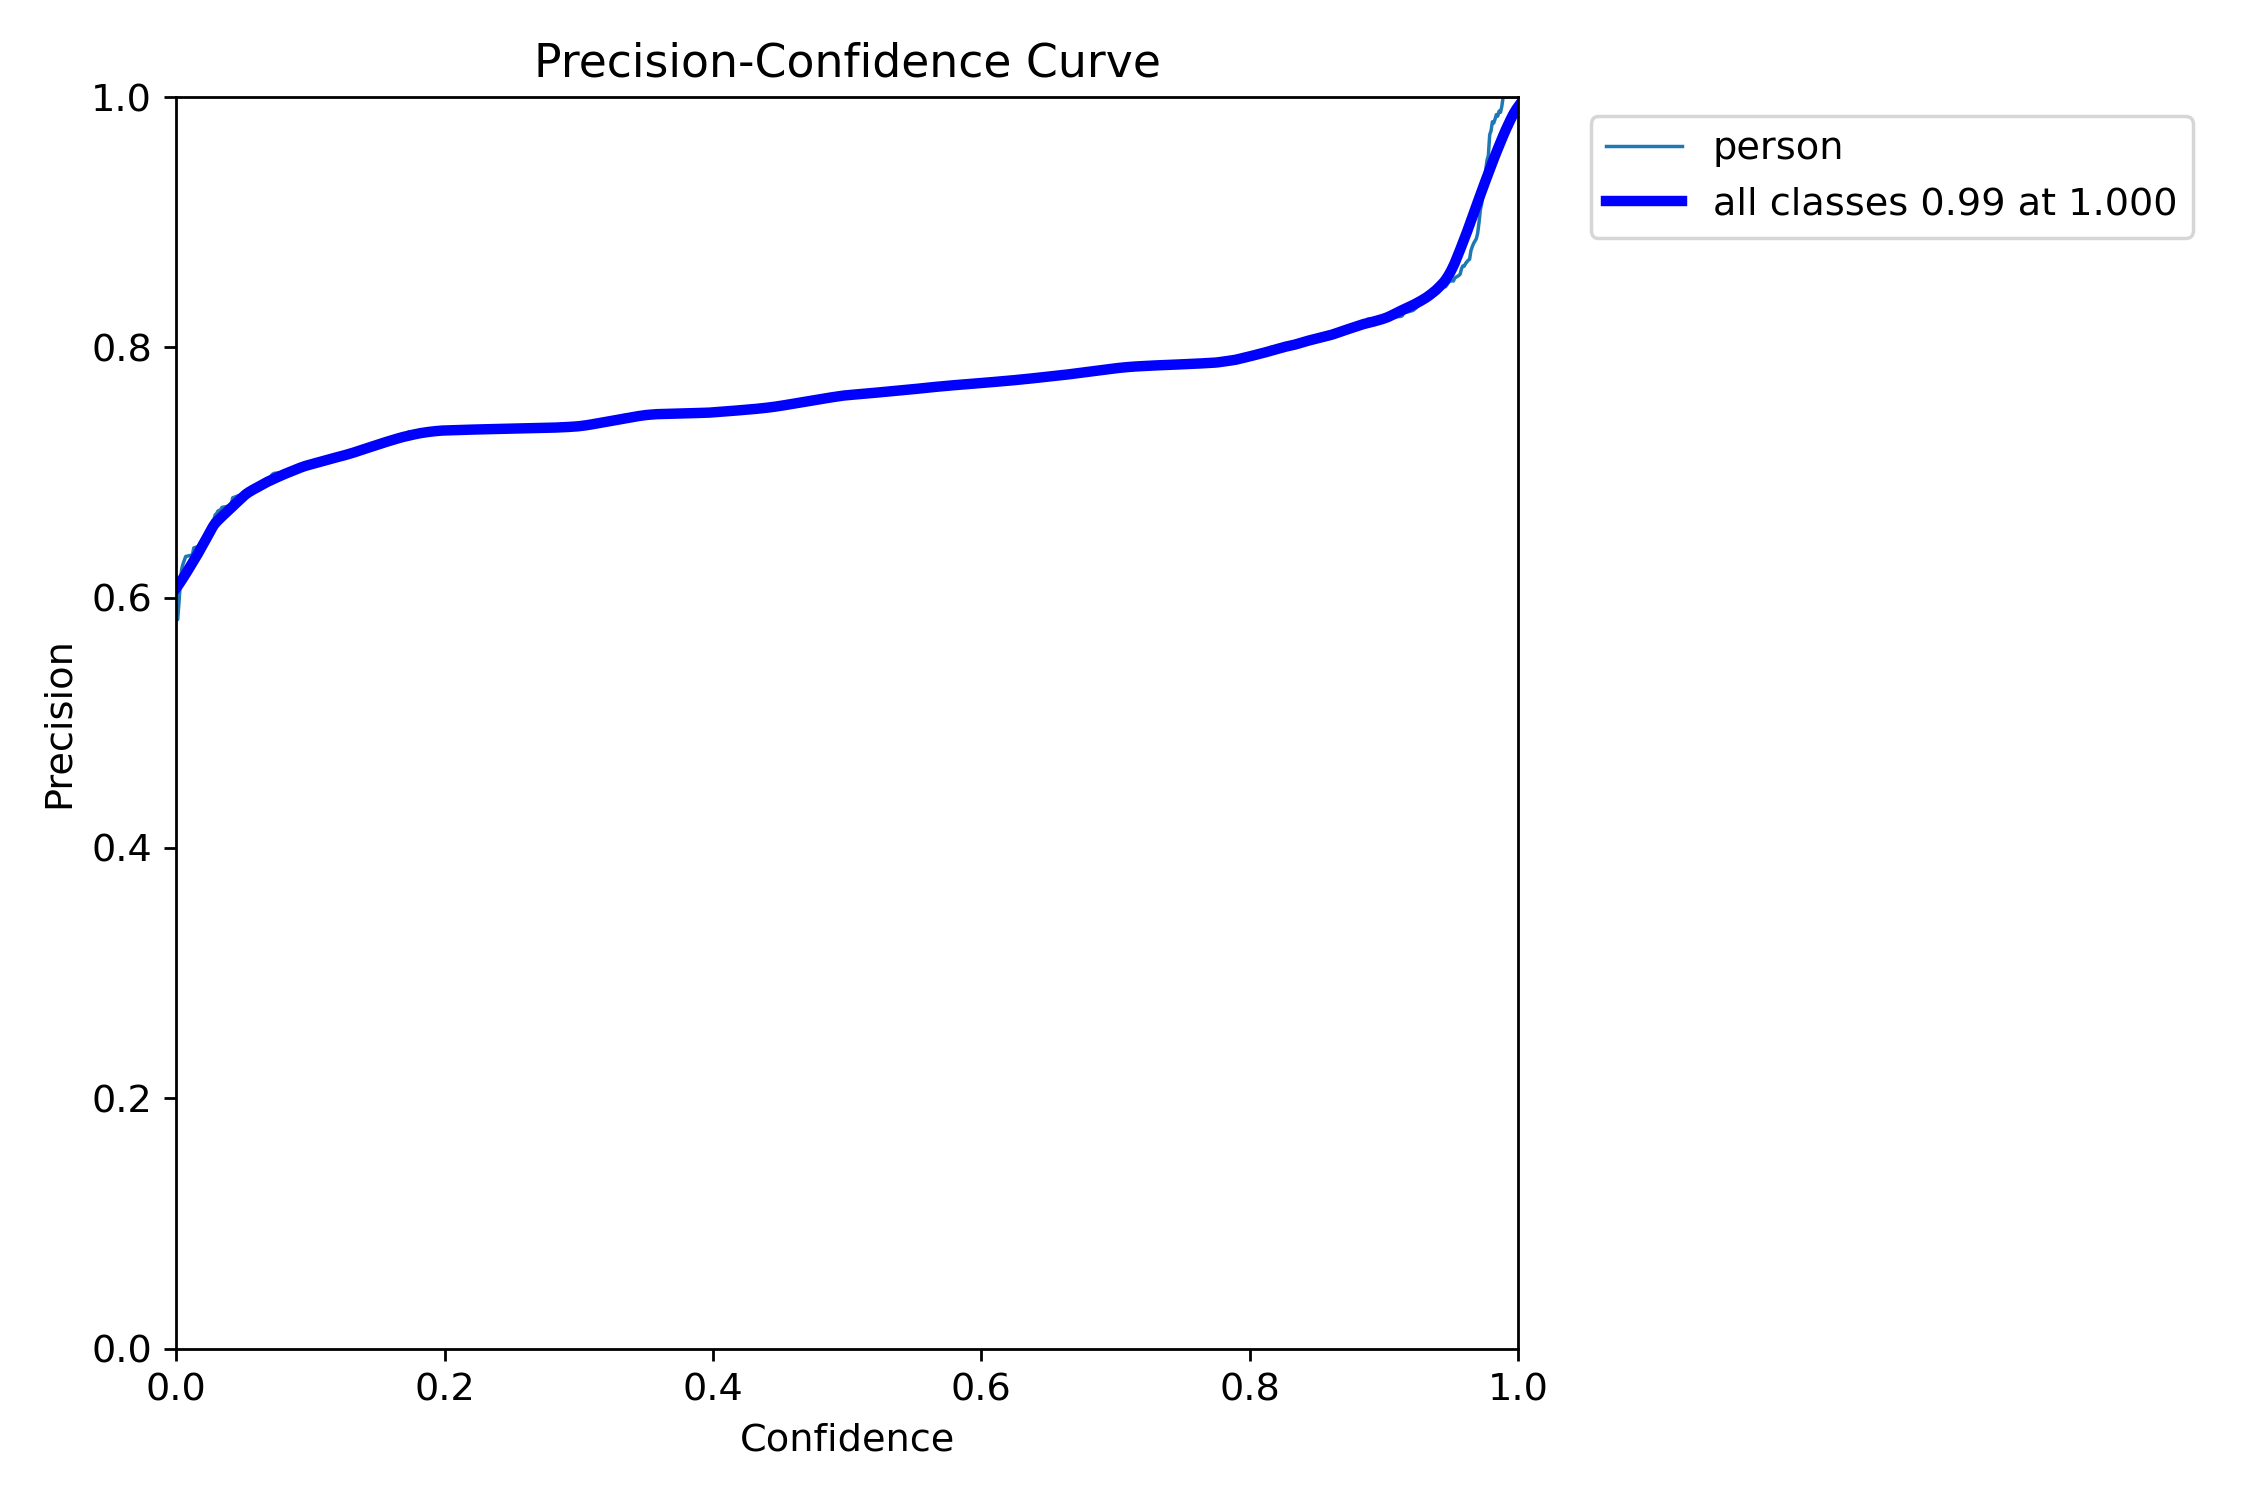 Precision-Confidence Curve
1.0
0.8
0.6
0.4
0.2
0.0
Precision
0.0 0.2 0.4 0.6 0.8 1.0
Confidence
person
all classes 0.99 at 1.000